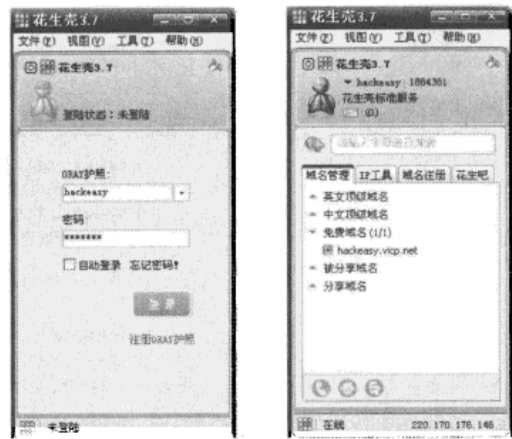 花生壳3.7
文件(F) 视图(V) 工具(T) 帮助(H)
花生壳3.7
登陆状态：未登陆
ORAY护照:
hackeasy
密码
*******
自动登录 忘记密码?
登录
注册ORAY护照
未登陆
花生壳3.7
文件(F) 视图(V) 工具(T) 帮助(H)
花生壳3.7
hackeasy 1884361
花生壳标准服务
(0)
域名管理 IP工具 域名注册 花生吧
英文顶级域名
中文顶级域名
免费域名(1/1)
hackeasy.vicp.net
被分享域名
分享域名
在线 220.170.176.146